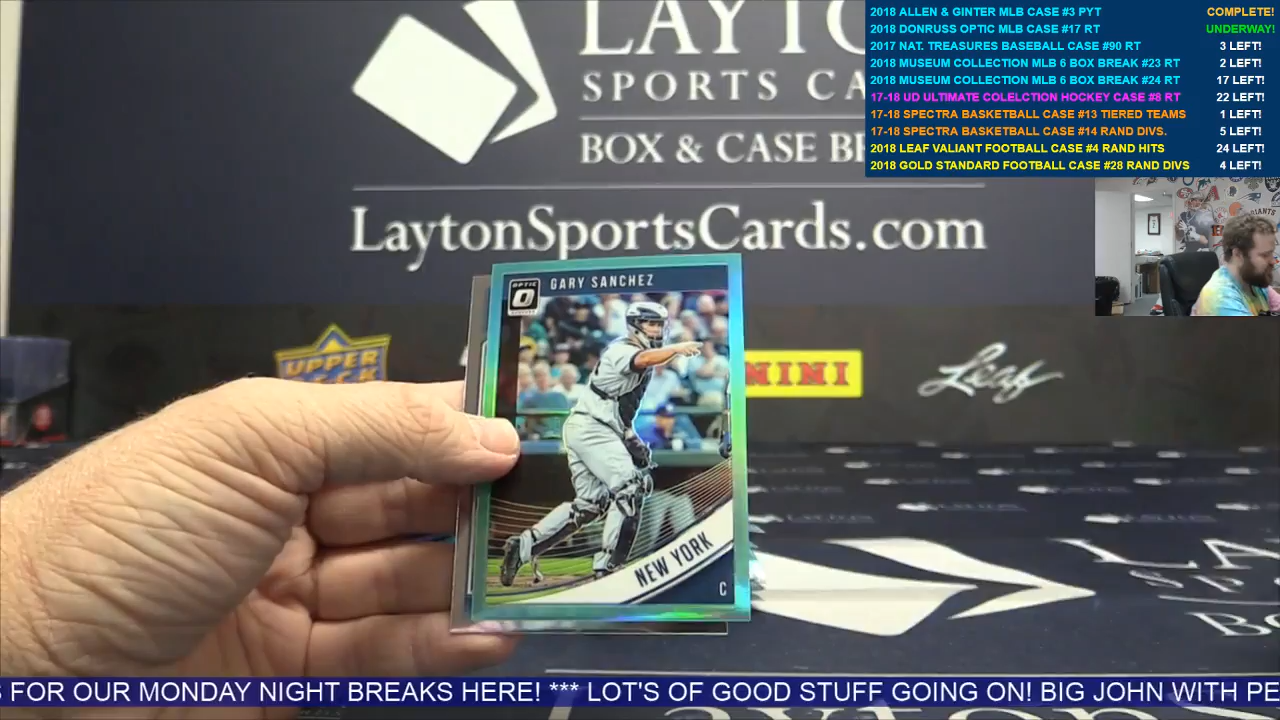 2018 ALLEN & GINTER MLB CASE #3 PYT COMPLETE!
2018 DONRUSS OPTIC MLB CASE #17 RT UNDERWAY!
2017 NAT. TREASURES BASEBALL CASE #90 RT 3 LEFT!
2018 MUSEUM COLLECTION MLB 6 BOX BREAK #23 RT 2 LEFT!
2018 MUSEUM COLLECTION MLB 6 BOX BREAK #24 RT 17 LEFT!
17-18 UD ULTIMATE COLELCTION HOCKEY CASE #8 RT 22 LEFT!
17-18 SPECTRA BASKETBALL CASE #13 TIERED TEAMS 1 LEFT!
17-18 SPECTRA BASKETBALL CASE #14 RAND DIVS. 5 LEFT!
2018 LEAF VALIANT FOOTBALL CASE #4 RAND HITS 24 LEFT!
2018 GOLD STANDARD FOOTBALL CASE #28 RAND DIVS 4 LEFT!
LAYTO
SPORTS CA
BOX & CASE BR
LaytonSportsCards.com
OPTIC
GARY SANCHEZ
UPPER
DECK
NINI
Leaf
NEW YORK
C
LA
SP
Bo
FOR OUR MONDAY NIGHT BREAKS HERE! *** LOT'S OF GOOD STUFF GOING ON! BIG JOHN WITH PE